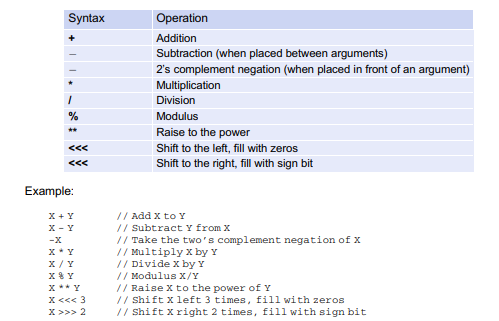 Syntax Operation
+ Addition
– Subtraction (when placed between arguments)
– 2's complement negation (when placed in front of an argument)
* Multiplication
/ Division
% Modulus
** Raise to the power
<<< Shift to the left, fill with zeros
<<< Shift to the right, fill with sign bit
Example:
X + Y // Add X to Y
X - Y // Subtract Y from X
-X // Take the two's complement negation of X
X * Y // Multiply X by Y
X / Y // Divide X by Y
X % Y // Modulus X/Y
X ** Y // Raise X to the power of Y
X <<< 3 // Shift X left 3 times, fill with zeros
X >>> 2 // Shift X right 2 times, fill with sign bit